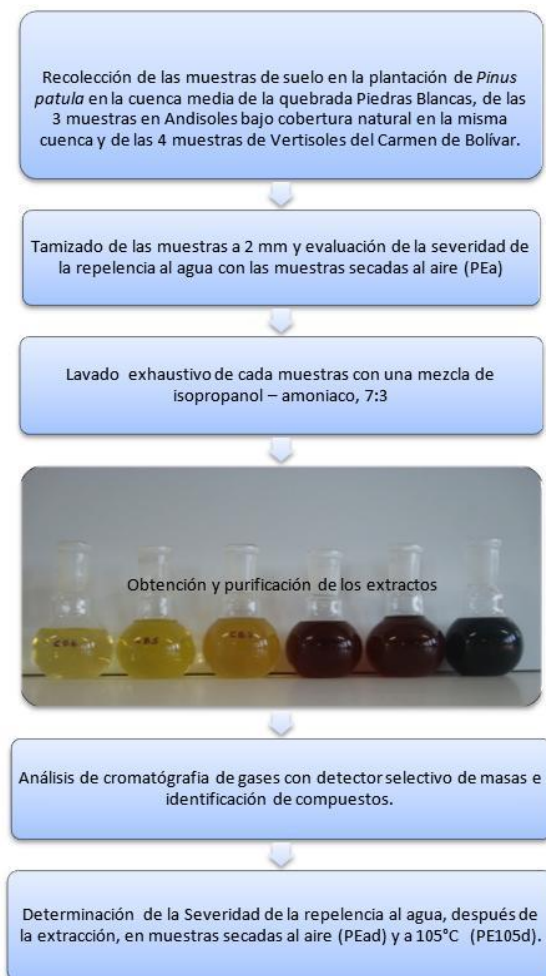 Recolección de las muestras de suelo en la plantación de Pinus
patula en la cuenca media de la quebrada Piedras Blancas, de las
3 muestras en Andisoles bajo cobertura natural en la misma
cuenca y de las 4 muestras de Vertisoles del Carmen de Bolívar.
Tamizado de las muestras a 2 mm y evaluación de la severidad de
la repelencia al agua con las muestras secadas al aire (PEa)
Lavado exhaustivo de cada muestras con una mezcla de
isopropanol – amoniaco, 7:3
Obtención y purificación de los extractos
Análisis de cromatógrafia de gases con detector selectivo de masas e
identificación de compuestos.
Determinación de la Severidad de la repelencia al agua, después de
la extracción, en muestras secadas al aire (PEad) y a 105°C (PE105d).